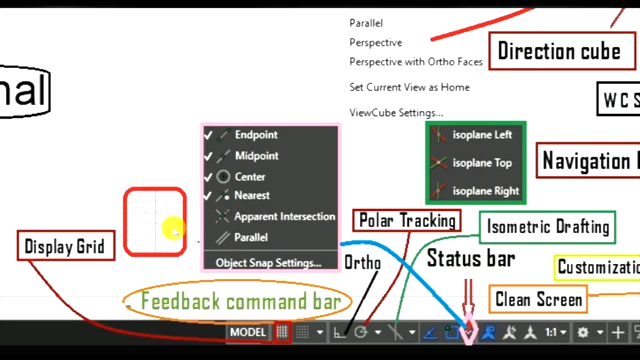 Parallel
Perspective
Perspective with Ortho Faces
Set Current View as Home
ViewCube Settings...
Direction cube
nal
W C S
Endpoint
Midpoint
Center
Nearest
Apparent Intersection
Parallel
Object Snap Settings...
isoplane Left
isoplane Top
isoplane Right
Navigation
Polar Tracking
Isometric Drafting
Display Grid
Ortho
Status bar
Customizatio
Feedback command bar
Clean Screen
MODEL
1:1